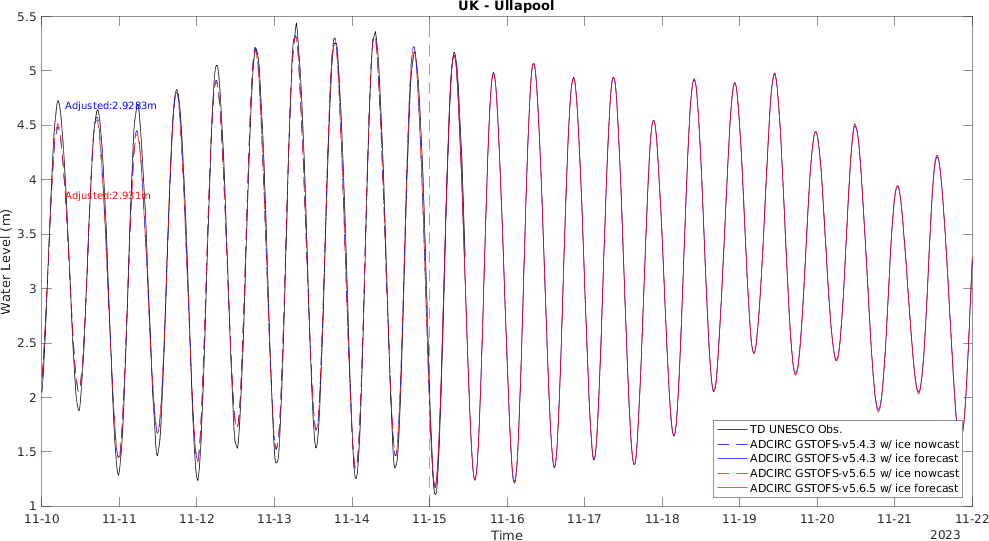 UK - Ullapool
5.5
5
4.5
4
3.5
3
2.5
2
1.5
1
Water Level (m)
Adjusted:2.9283m
Adjusted:2.931m
TD UNESCO Obs.
ADCIRC GSTOFS-v5.4.3 w/ ice nowcast
ADCIRC GSTOFS-v5.4.3 w/ ice forecast
ADCIRC GSTOFS-v5.6.5 w/ ice nowcast
ADCIRC GSTOFS-v5.6.5 w/ ice forecast
11-10 11-11 11-12 11-13 11-14 11-15 11-16 11-17 11-18 11-19 11-20 11-21 11-22
Time
2023